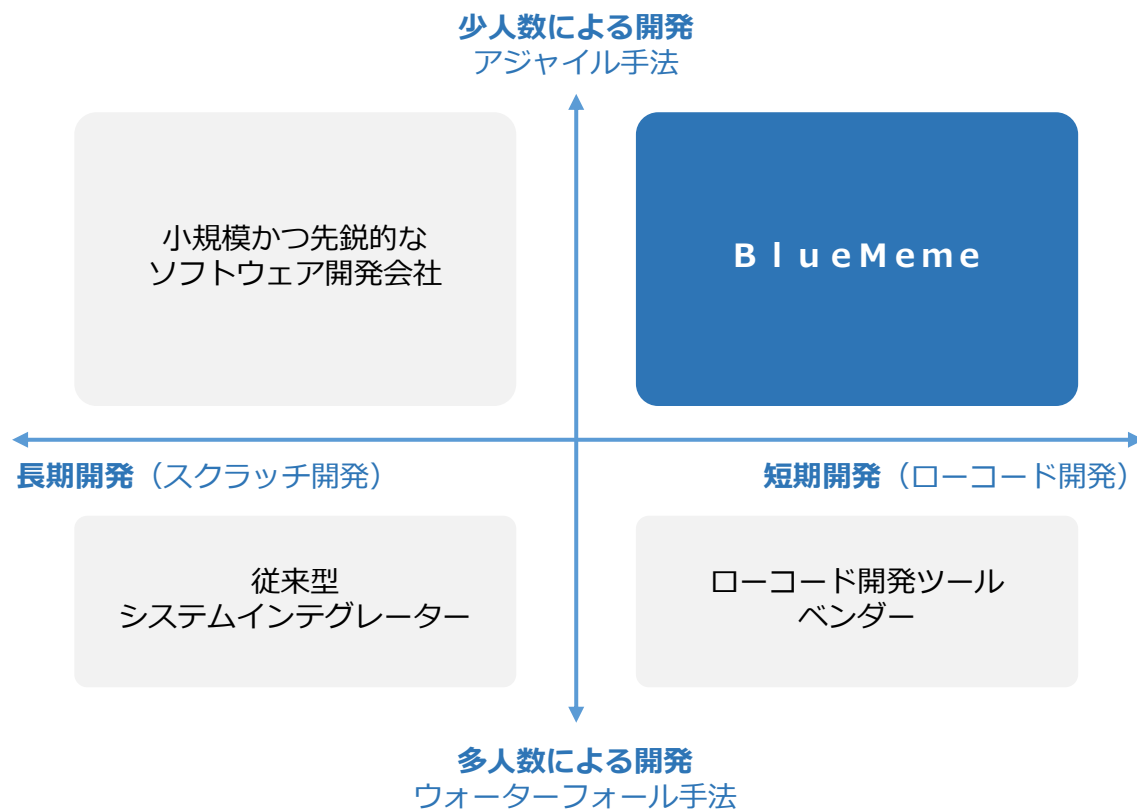 少人数による開発
アジャイル手法
小規模かつ先鋭的な
ソフトウェア開発会社
BlueMeme
長期開発（スクラッチ開発）
短期開発（ローコード開発）
従来型
システムインテグレーター
ローコード開発ツール
ベンダー
多人数による開発
ウォーターフォール手法